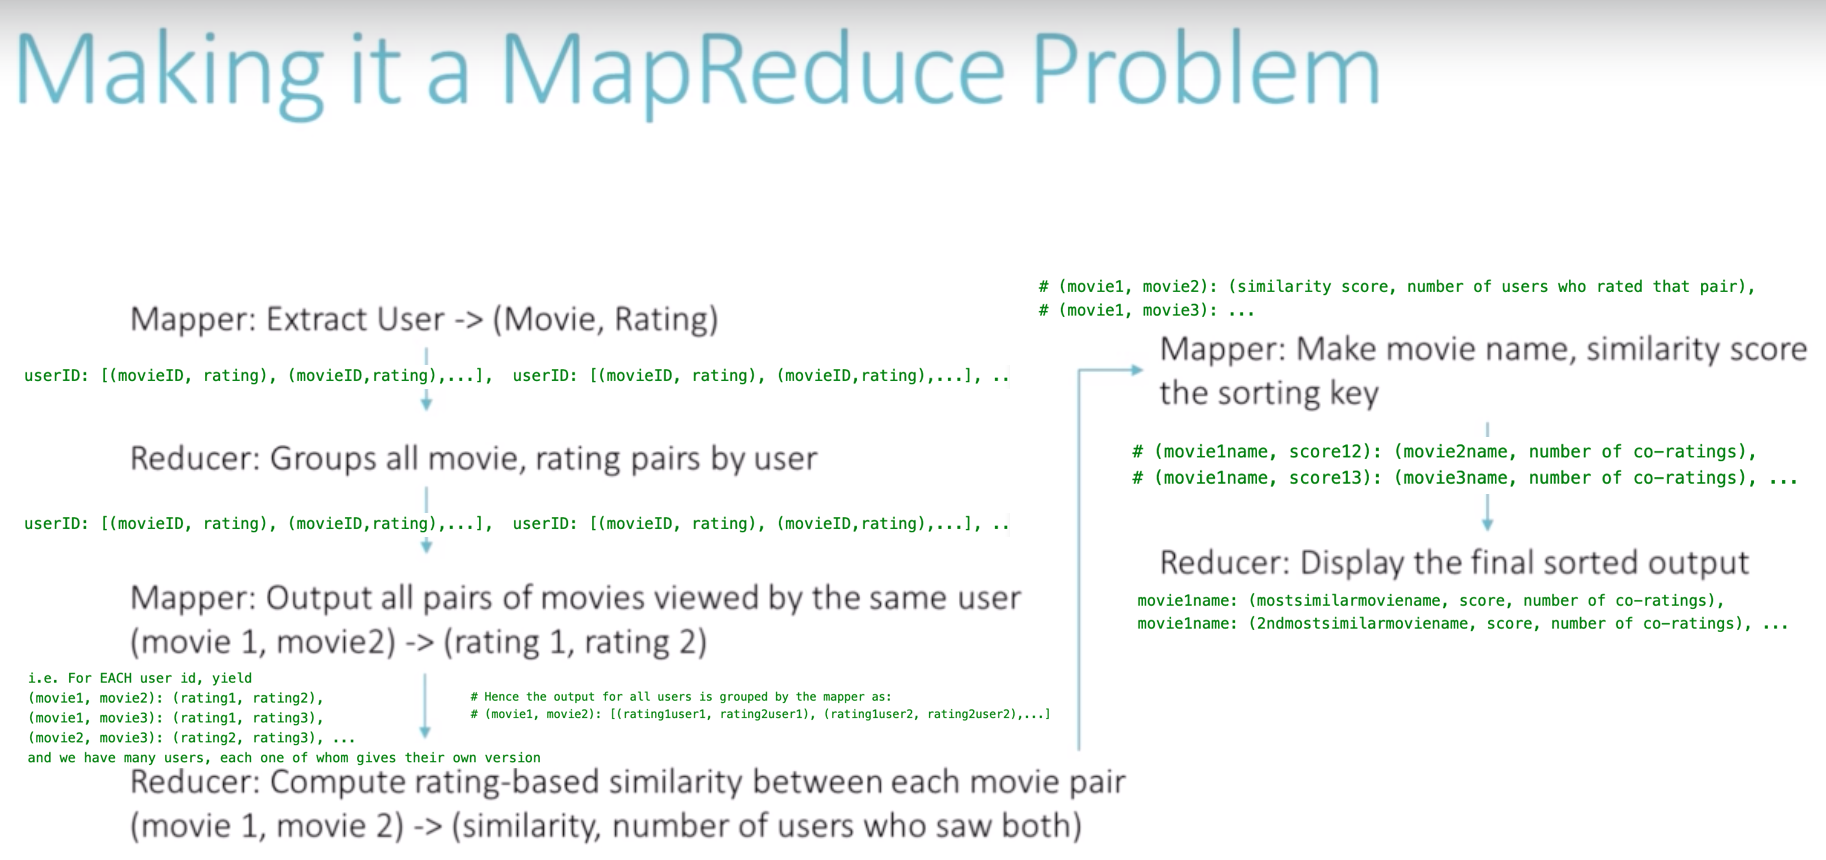 Making it a MapReduce Problem
Mapper: Extract User -> (Movie, Rating)
userID: [(movieID, rating), (movieID,rating),...],  userID: [(movieID, rating), (movieID,rating),...], ..
Reducer: Groups all movie, rating pairs by user
userID: [(movieID, rating), (movieID,rating),...],  userID: [(movieID, rating), (movieID,rating),...], ..
Mapper: Output all pairs of movies viewed by the same user
(movie 1, movie2) -> (rating 1, rating 2)
i.e. For EACH user id, yield
(movie1, movie2): (rating1, rating2),
(movie1, movie3): (rating1, rating3),
(movie2, movie3): (rating2, rating3), ...
and we have many users, each one of whom gives their own version
# Hence the output for all users is grouped by the mapper as:
# (movie1, movie2): [(rating1user1, rating2user1), (rating1user2, rating2user2),...]
Reducer: Compute rating-based similarity between each movie pair
(movie 1, movie 2) -> (similarity, number of users who saw both)
# (movie1, movie2): (similarity score, number of users who rated that pair),
# (movie1, movie3): ...
Mapper: Make movie name, similarity score
the sorting key
# (movie1name, score12): (movie2name, number of co-ratings),
# (movie1name, score13): (movie3name, number of co-ratings), ...
Reducer: Display the final sorted output
movie1name: (mostsimilarmoviename, score, number of co-ratings),
movie1name: (2ndmostsimilarmoviename, score, number of co-ratings), ...